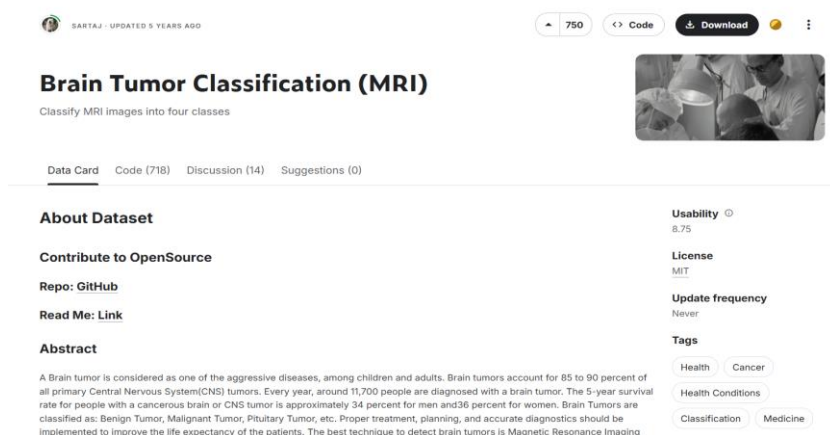 SARTAJ · UPDATED 5 YEARS AGO
750
<> Code
Download
Brain Tumor Classification (MRI)
Classify MRI images into four classes
Data Card Code (718) Discussion (14) Suggestions (0)
About Dataset
Contribute to OpenSource
Repo: GitHub
Read Me: Link
Abstract
A Brain tumor is considered as one of the aggressive diseases, among children and adults. Brain tumors account for 85 to 90 percent of
all primary Central Nervous System(CNS) tumors. Every year, around 11,700 people are diagnosed with a brain tumor. The 5-year survival
rate for people with a cancerous brain or CNS tumor is approximately 34 percent for men and36 percent for women. Brain Tumors are
classified as: Benign Tumor, Malignant Tumor, Pituitary Tumor, etc. Proper treatment, planning, and accurate diagnostics should be
implemented to improve the life expectancy of the patients. The best technique to detect brain tumors is Magnetic Resonance Imaging
Usability
8.75
License
MIT
Update frequency
Never
Tags
Health Cancer
Health Conditions
Classification Medicine